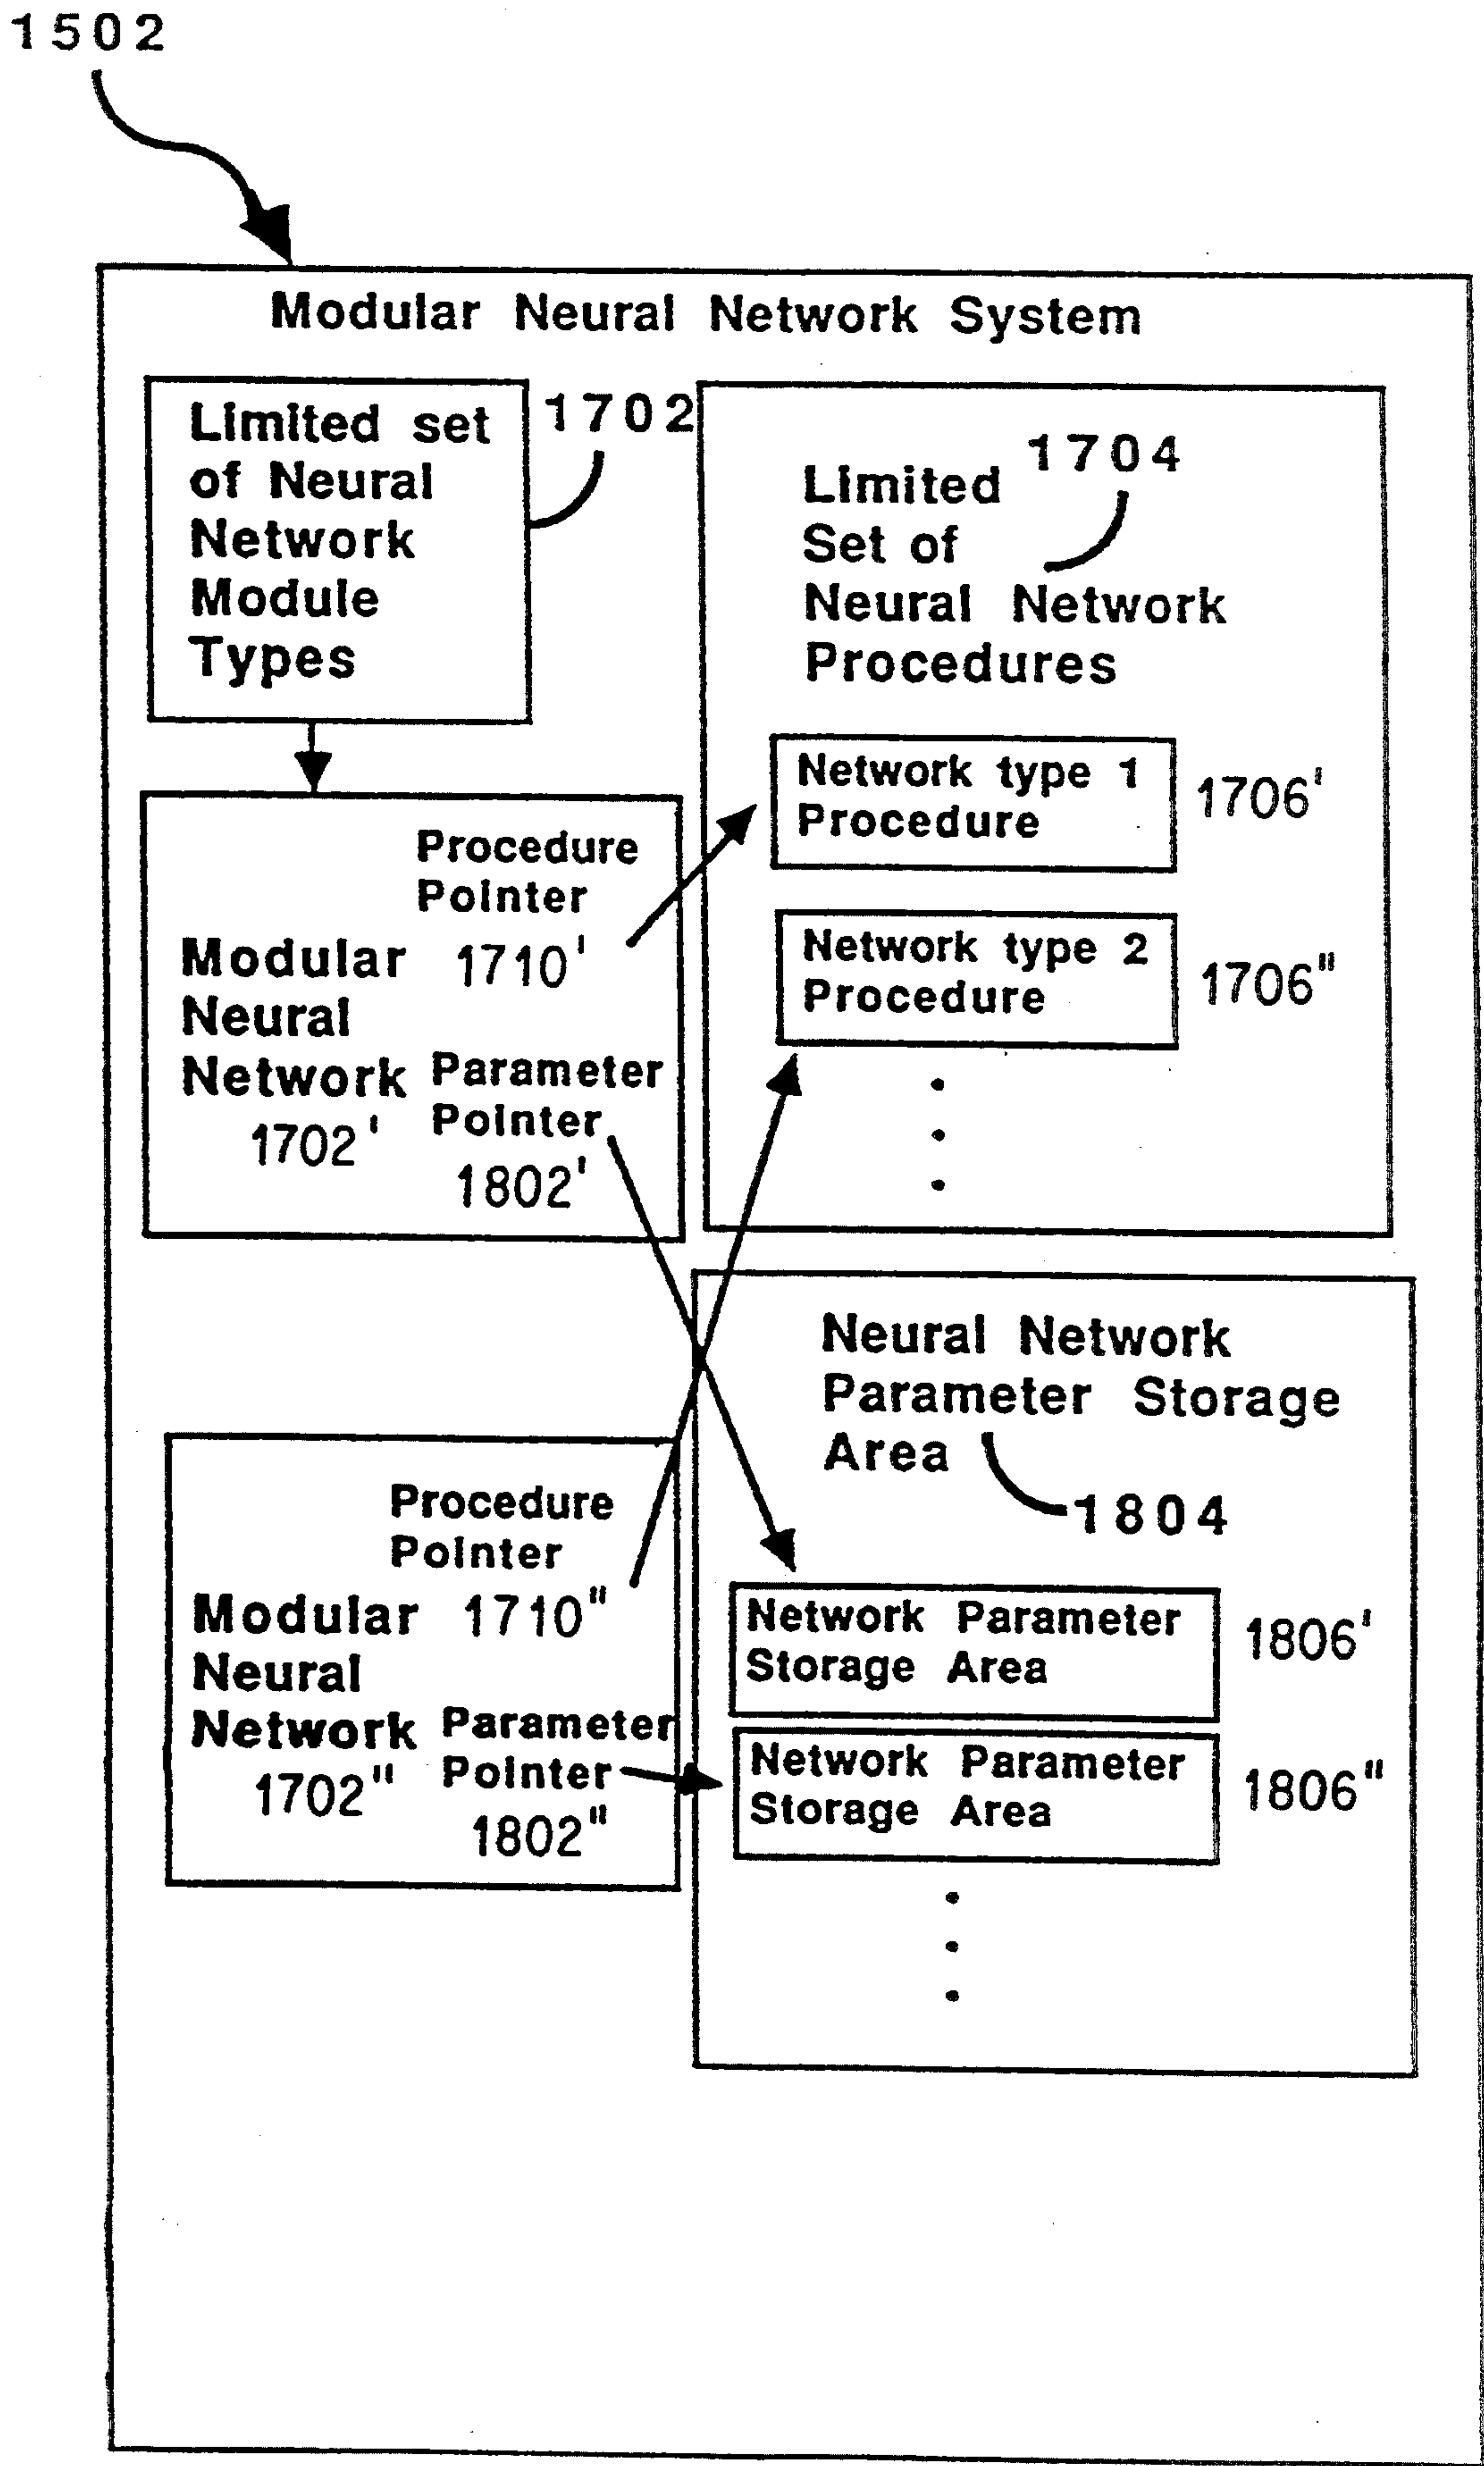 1502
Modular Neural Network System
Limited set
of Neural
Network
Module
Types
1702
Limited
Set of
Neural Network
Procedures
1704
Network type 1
Procedure
1706'
Network type 2
Procedure
1706"
Procedure
Pointer
1710'
Modular
Neural
Network
1702'
Parameter
Pointer
1802'
Neural Network
Parameter Storage
Area
1804
Procedure
Pointer
1710"
Modular
Neural
Network
1702"
Parameter
Pointer
1802"
Network Parameter
Storage Area
1806'
Network Parameter
Storage Area
1806"